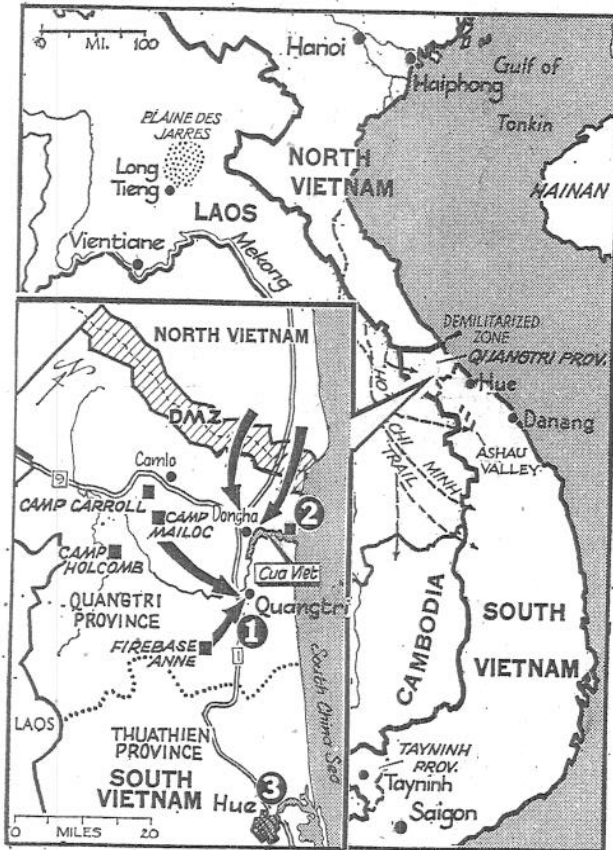 0 MI. 100
Hanoi
Haiphong
Gulf of
Tonkin
PLAINE DES
JARRES
NORTH
VIETNAM
HAINAN
Long
Tieng
LAOS
Vientiane
Mekong
DEMILITARIZED
ZONE
QUANGTRI PROV.
Hue
Danang
HO
CHI
MINH
TRAIL
ASHAU
VALLEY
CAMBODIA
SOUTH
VIETNAM
TAYNINH
PROV.
Tayninh
Saigon
NORTH VIETNAM
N
DMZ
9
Camlo
CAMP CARROLL
CAMP
MAILOC
Dongha
2
CAMP
HOLCOMB
Cua Viet
QUANGTRI
PROVINCE
Quangtri
1
FIREBASE
ANNE
1
South China Sea
LAOS
THUATHIEN
PROVINCE
SOUTH
VIETNAM
Hue
3
0 MILES 20